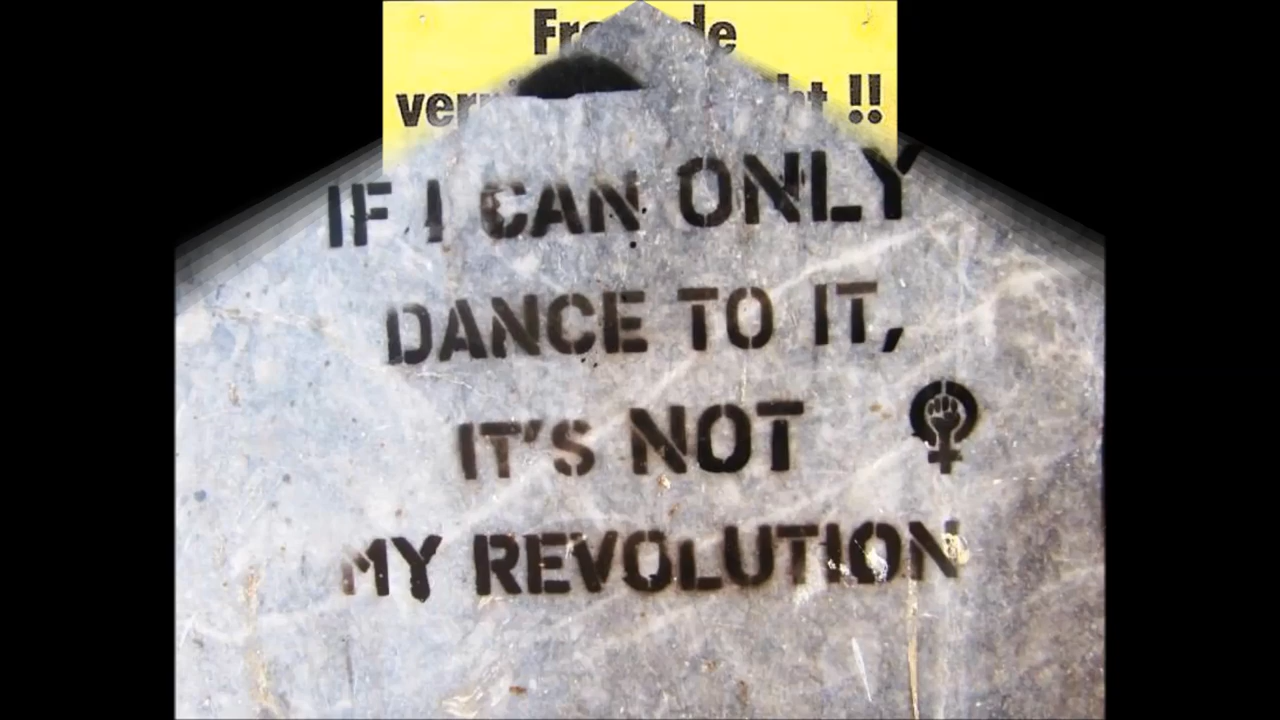 !!
IF I CAN ONLY
DANCE TO IT,
IT'S NOT
MY REVOLUTION